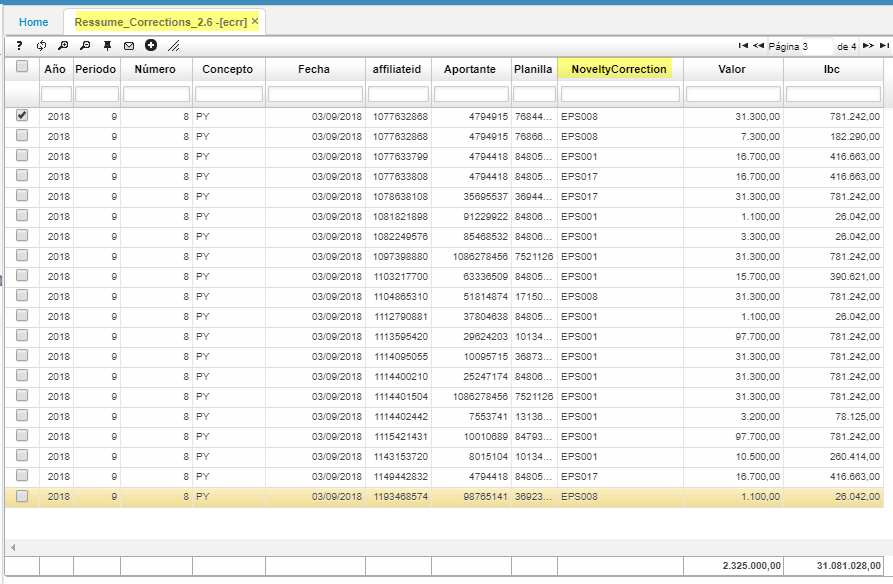 Home Ressume_Corrections_2.6 -[ecrr] ×
? Página 3 de 4
Año Periodo Número Concepto Fecha affiliateid Aportante Planilla NoveltyCorrection Valor Ibc
2018 9 8 PY 03/09/2018 1077632868 4794915 76844... EPS008 31.300,00 781.242,00
2018 9 8 PY 03/09/2018 1077632868 4794915 76866... EPS008 7.300,00 182.290,00
2018 9 8 PY 03/09/2018 1077633799 4794418 84805... EPS001 16.700,00 416.663,00
2018 9 8 PY 03/09/2018 1077633808 4794418 84805... EPS017 16.700,00 416.663,00
2018 9 8 PY 03/09/2018 1078638108 35695537 36944... EPS017 31.300,00 781.242,00
2018 9 8 PY 03/09/2018 1081821898 91229922 84806... EPS001 1.100,00 26.042,00
2018 9 8 PY 03/09/2018 1082249576 85468532 84806... EPS001 3.300,00 26.042,00
2018 9 8 PY 03/09/2018 1097398880 1086278456 7521126 EPS001 31.300,00 781.242,00
2018 9 8 PY 03/09/2018 1103217700 63336509 84805... EPS001 15.700,00 390.621,00
2018 9 8 PY 03/09/2018 1104865310 51814874 17150... EPS008 31.300,00 781.242,00
2018 9 8 PY 03/09/2018 1112790881 37804638 84805... EPS001 1.100,00 26.042,00
2018 9 8 PY 03/09/2018 1113595420 29624203 10134... EPS001 97.700,00 781.242,00
2018 9 8 PY 03/09/2018 1114095055 10095715 36873... EPS001 31.300,00 781.242,00
2018 9 8 PY 03/09/2018 1114400210 25247174 84806... EPS001 31.300,00 781.242,00
2018 9 8 PY 03/09/2018 1114401504 1086278456 7521126 EPS001 31.300,00 781.242,00
2018 9 8 PY 03/09/2018 1114402442 7553741 13136... EPS001 3.200,00 78.125,00
2018 9 8 PY 03/09/2018 1115421431 10010689 84793... EPS001 97.700,00 781.242,00
2018 9 8 PY 03/09/2018 1143153720 8015104 10134... EPS001 10.500,00 260.414,00
2018 9 8 PY 03/09/2018 1149442832 4794418 84805... EPS017 16.700,00 416.663,00
2018 9 8 PY 03/09/2018 1193468574 98765141 36923... EPS008 1.100,00 26.042,00
2.325.000,00 31.081.028,00